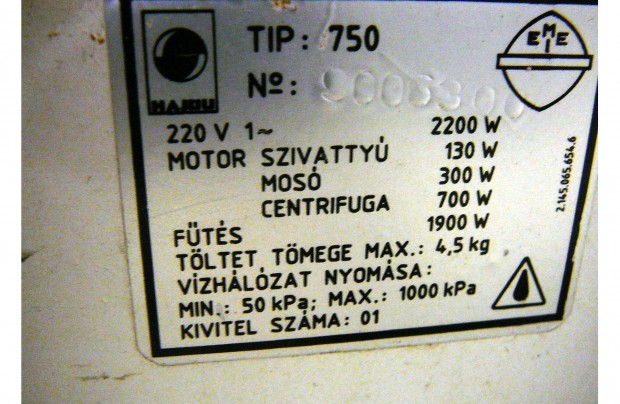 HAJDU
TIP: 750
EMEI
Nº:
220 V 1~ 2200 W
MOTOR SZIVATTYÚ 130 W
MOSÓ 300 W
CENTRIFUGA 700 W
FŰTÉS 1900 W
TÖLTET TÖMEGE MAX.: 4,5 kg
VÍZHÁLÓZAT NYOMÁSA:
MIN.: 50 kPa; MAX.: 1000 kPa
KIVITEL SZÁMA: 01
2.145.065.654.6